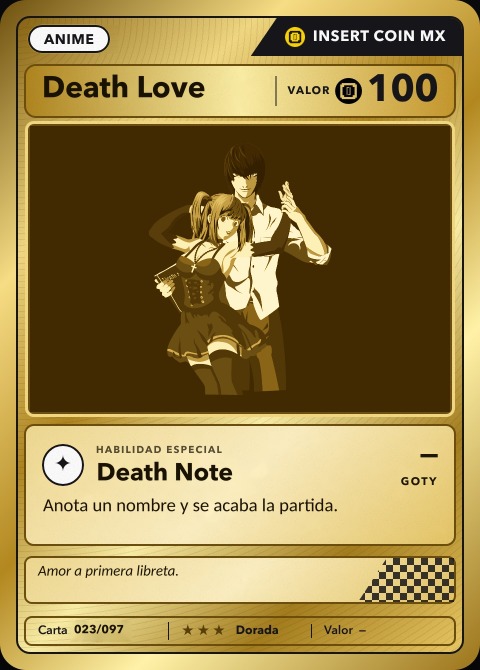 ANIME
INSERT COIN MX
Death Love
VALOR 100
HABILIDAD ESPECIAL
Death Note
–
GOTY
Anota un nombre y se acaba la partida.
Amor a primera libreta.
Carta 023/097 ★ ★ ★ Dorada Valor –